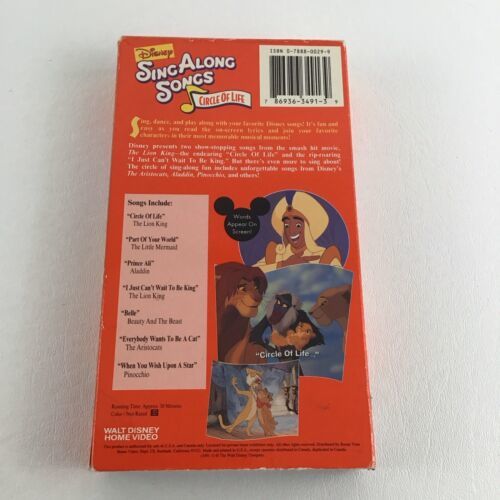 Disney
SING ALONG
SONGS
CIRCLE OF LIFE
ISBN 0-7888-0029-9
7 86936-3491-3 9
Sing, dance, and play along with your favorite Disney songs! It's fun and
easy as you read the on-screen lyrics and join your favorite
characters in their most memorable musical moments!
Disney presents two show-stopping songs from the smash hit movie,
The Lion King—the endearing "Circle Of Life" and the rip-roaring
"I Just Can't Wait To Be King." But there's even more to sing about!
The circle of sing-along fun includes unforgettable songs from Disney's
The Aristocats, Aladdin, Pinocchio, and others!
Songs Include:
"Circle Of Life"
The Lion King
"Part Of Your World"
The Little Mermaid
"Prince Ali"
Aladdin
"I Just Can't Wait To Be King"
The Lion King
"Belle"
Beauty And The Beast
"Everybody Wants To Be A Cat"
The Aristocats
"When You Wish Upon A Star"
Pinocchio
Words
Appear On
Screen!
"Circle Of Life..."
Running Time: Approx. 30 Minutes
Color / Not Rated
WALT DISNEY
HOME VIDEO